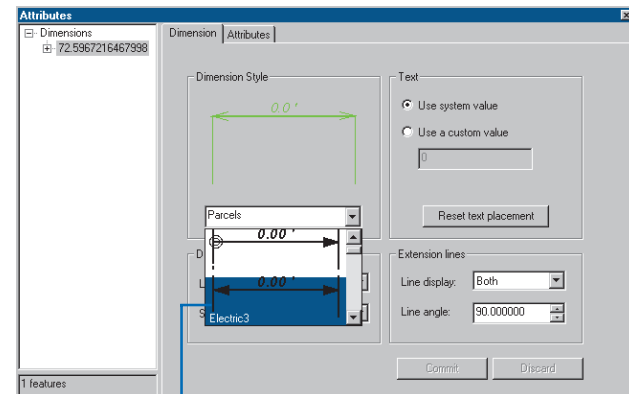 Attributes
Dimensions
72.5967216467998
1 features
Dimension
Attributes
Dimension Style
0.0 '
Parcels
0.00 '
0.00 '
Electric3
D
L
S
Text
Use system value
Use a custom value
0
Reset text placement
Extension lines
Line display:
Both
Line angle:
90.000000
Commit
Discard